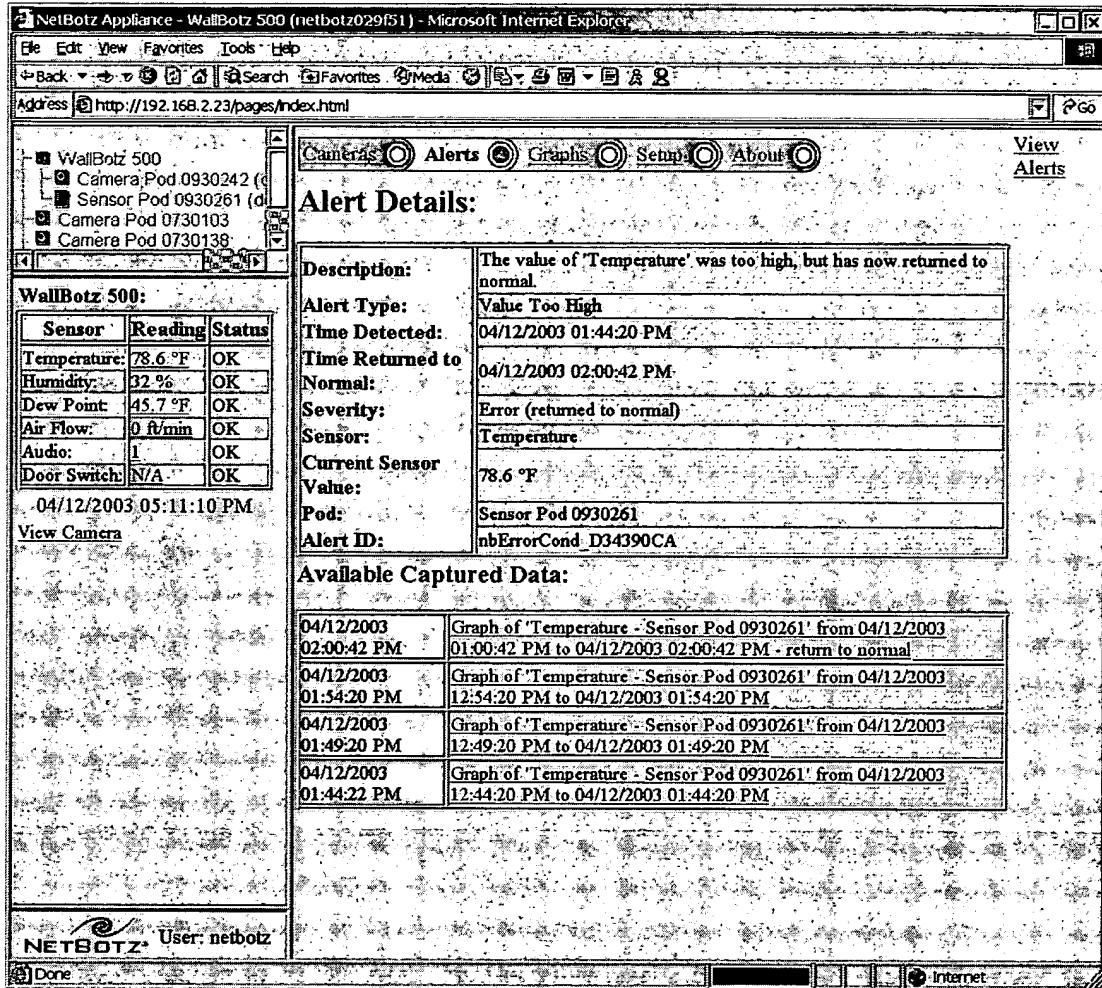 NetBotz Appliance - WallBotz 500 (netbotz029f51) - Microsoft Internet Explorer
File Edit View Favorites Tools Help
Back Search Favorites Media
Address http://192.168.2.23/pages/index.html Go
WallBotz 500
Camera Pod 0930242 (d
Sensor Pod 0930261 (d
Camera Pod 0730103
Camera Pod 0730138
WallBotz 500:
Sensor Reading Status
Temperature: 78.6 °F OK
Humidity: 32 % OK
Dew Point: 45.7 °F OK
Air Flow: 0 ft/min OK
Audio: 1 OK
Door Switch: N/A OK
04/12/2003 05:11:10 PM
View Camera
NETBOTZ User: netbotz
Cameras Alerts Graphs Setup About
View
Alerts
Alert Details:
Description: The value of 'Temperature' was too high, but has now returned to
normal.
Alert Type: Value Too High
Time Detected: 04/12/2003 01:44:20 PM
Time Returned to
Normal: 04/12/2003 02:00:42 PM
Severity: Error (returned to normal)
Sensor: Temperature
Current Sensor
Value: 78.6 °F
Pod: Sensor Pod 0930261
Alert ID: nbErrorCond_D34390CA
Available Captured Data:
04/12/2003 Graph of 'Temperature - Sensor Pod 0930261' from 04/12/2003
02:00:42 PM 01:00:42 PM to 04/12/2003 02:00:42 PM - return to normal
04/12/2003 Graph of 'Temperature - Sensor Pod 0930261' from 04/12/2003
01:54:20 PM 12:54:20 PM to 04/12/2003 01:54:20 PM
04/12/2003 Graph of 'Temperature - Sensor Pod 0930261' from 04/12/2003
01:49:20 PM 12:49:20 PM to 04/12/2003 01:49:20 PM
04/12/2003 Graph of 'Temperature - Sensor Pod 0930261' from 04/12/2003
01:44:22 PM 12:44:20 PM to 04/12/2003 01:44:20 PM
Done Internet